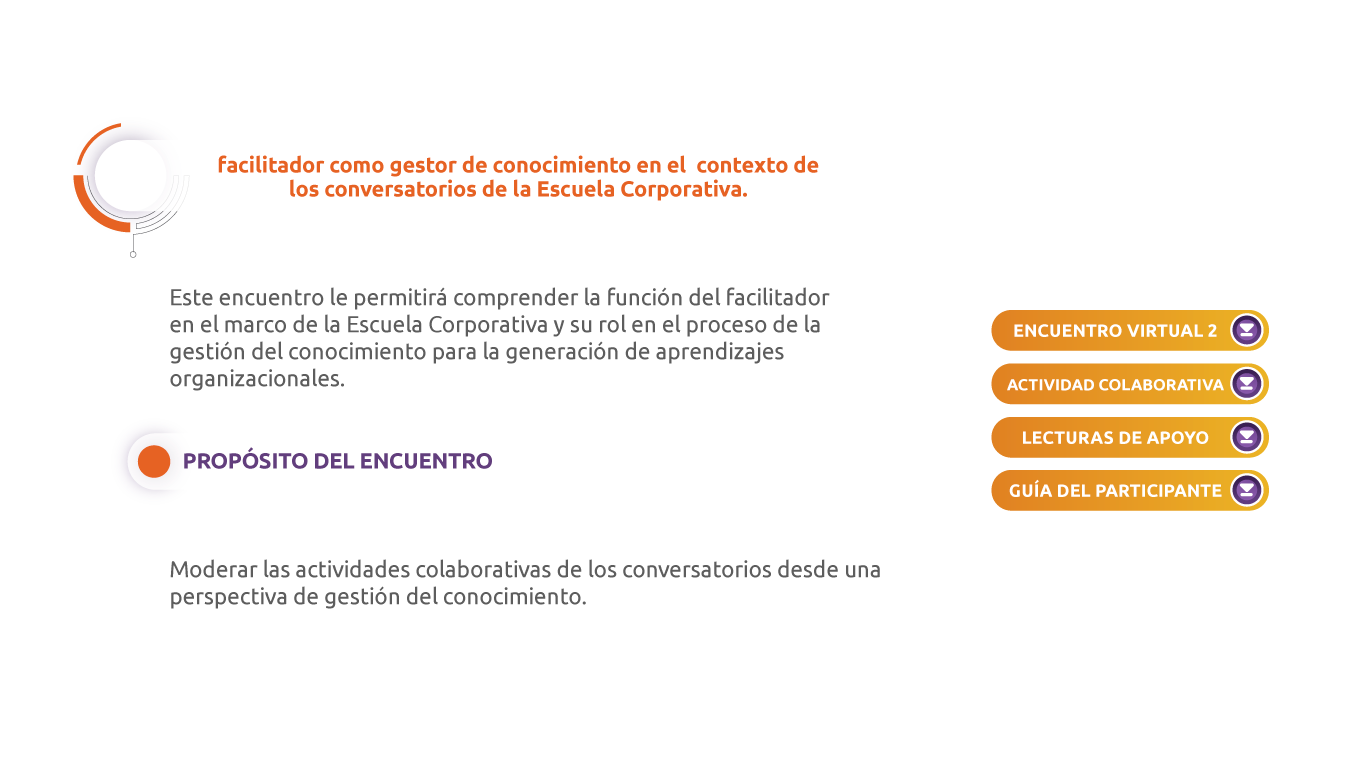 facilitador como gestor de conocimiento en el  contexto de
los conversatorios de la Escuela Corporativa.
Este encuentro le permitirá comprender la función del facilitador
en el marco de la Escuela Corporativa y su rol en el proceso de la
gestión del conocimiento para la generación de aprendizajes
organizacionales.
PROPÓSITO DEL ENCUENTRO
Moderar las actividades colaborativas de los conversatorios desde una
perspectiva de gestión del conocimiento.
ENCUENTRO VIRTUAL 2
ACTIVIDAD COLABORATIVA
LECTURAS DE APOYO
GUÍA DEL PARTICIPANTE